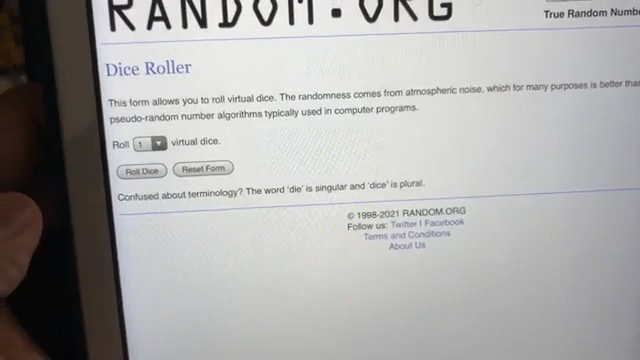 RANDOM.ORG
True Random Numbe
Dice Roller
This form allows you to roll virtual dice. The randomness comes from atmospheric noise, which for many purposes is better than
pseudo-random number algorithms typically used in computer programs.
Roll 1 virtual dice.
Roll Dice Reset Form
Confused about terminology? The word 'die' is singular and 'dice' is plural.
© 1998-2021 RANDOM.ORG
Follow us: Twitter | Facebook
Terms and Conditions
About Us